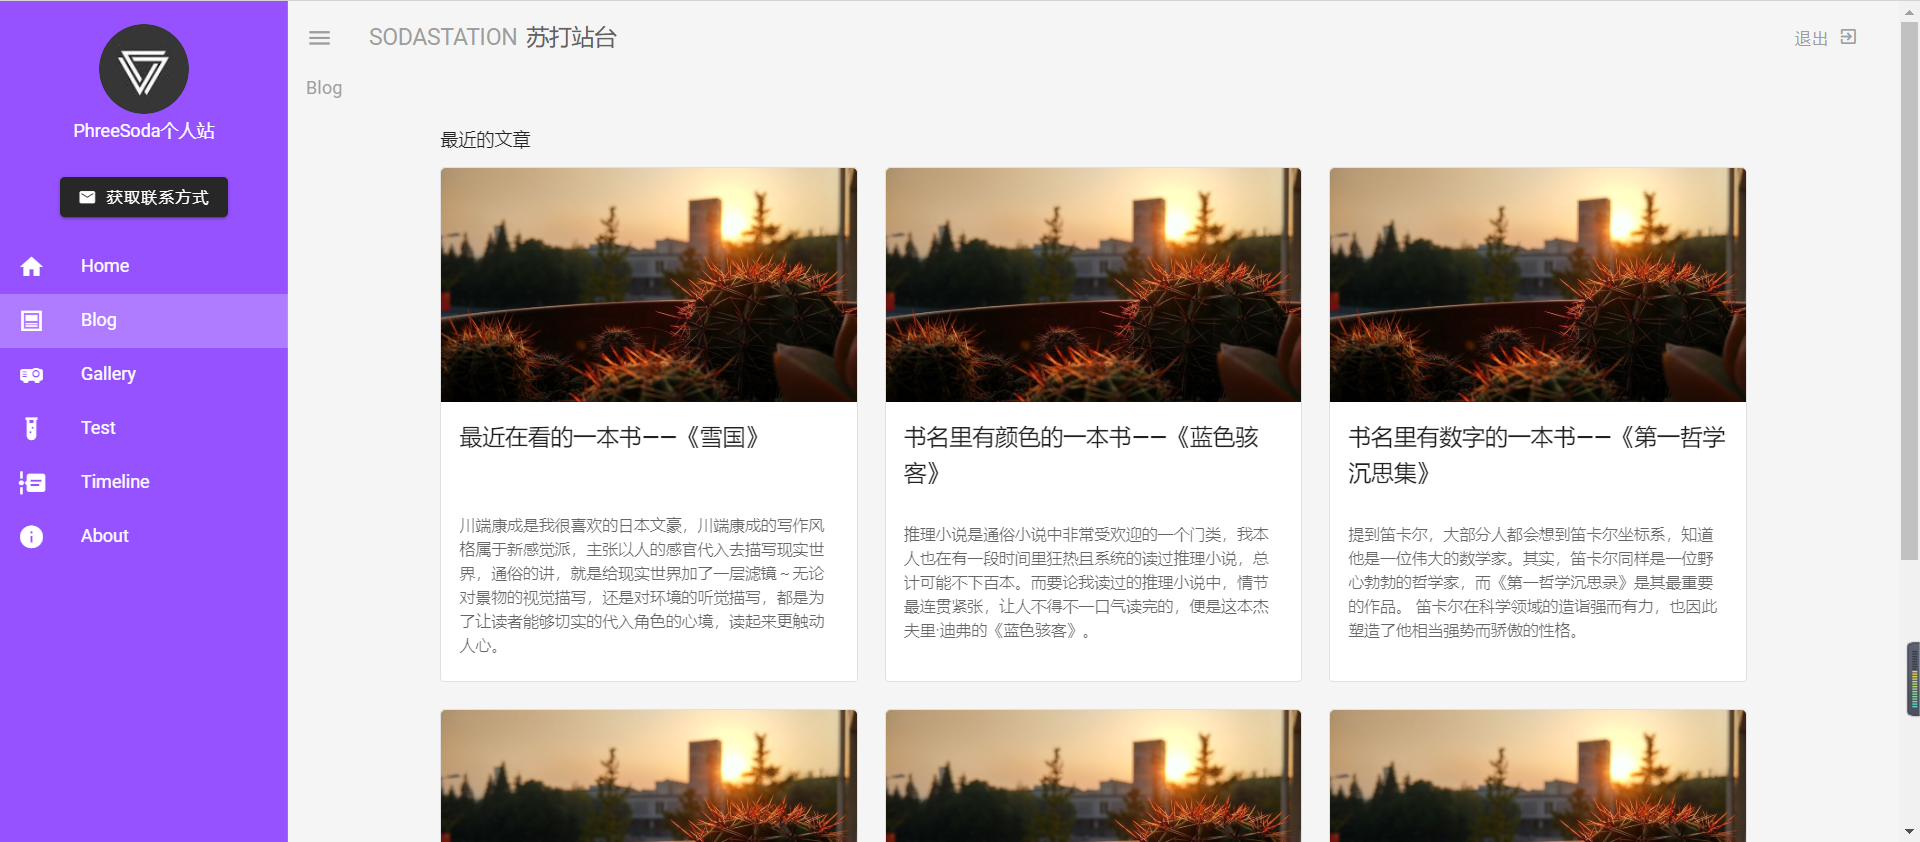 PhreeSoda个人站
获取联系方式
Home
Blog
Gallery
Test
Timeline
About
SODASTATION 苏打站台
退出
Blog
最近的文章
最近在看的一本书——《雪国》
川端康成是我很喜欢的日本文豪，川端康成的写作风
格属于新感觉派，主张以人的感官代入去描写现实世
界，通俗的讲，就是给现实世界加了一层滤镜～无论
对景物的视觉描写，还是对环境的听觉描写，都是为
了让读者能够切实的代入角色的心境，读起来更触动
人心。
书名里有颜色的一本书——《蓝色骇
客》
推理小说是通俗小说中非常受欢迎的一个门类，我本
人也在有一段时间里狂热且系统的读过推理小说，总
计可能不下百本。而要论我读过的推理小说中，情节
最连贯紧张，让人不得不一口气读完的，便是这本杰
夫里·迪弗的《蓝色骇客》。
书名里有数字的一本书——《第一哲学
沉思集》
提到笛卡尔，大部分人都会想到笛卡尔坐标系，知道
他是一位伟大的数学家。其实，笛卡尔同样是一位野
心勃勃的哲学家，而《第一哲学沉思录》是其最重要
的作品。 笛卡尔在科学领域的造诣强而有力，也因此
塑造了他相当强势而骄傲的性格。